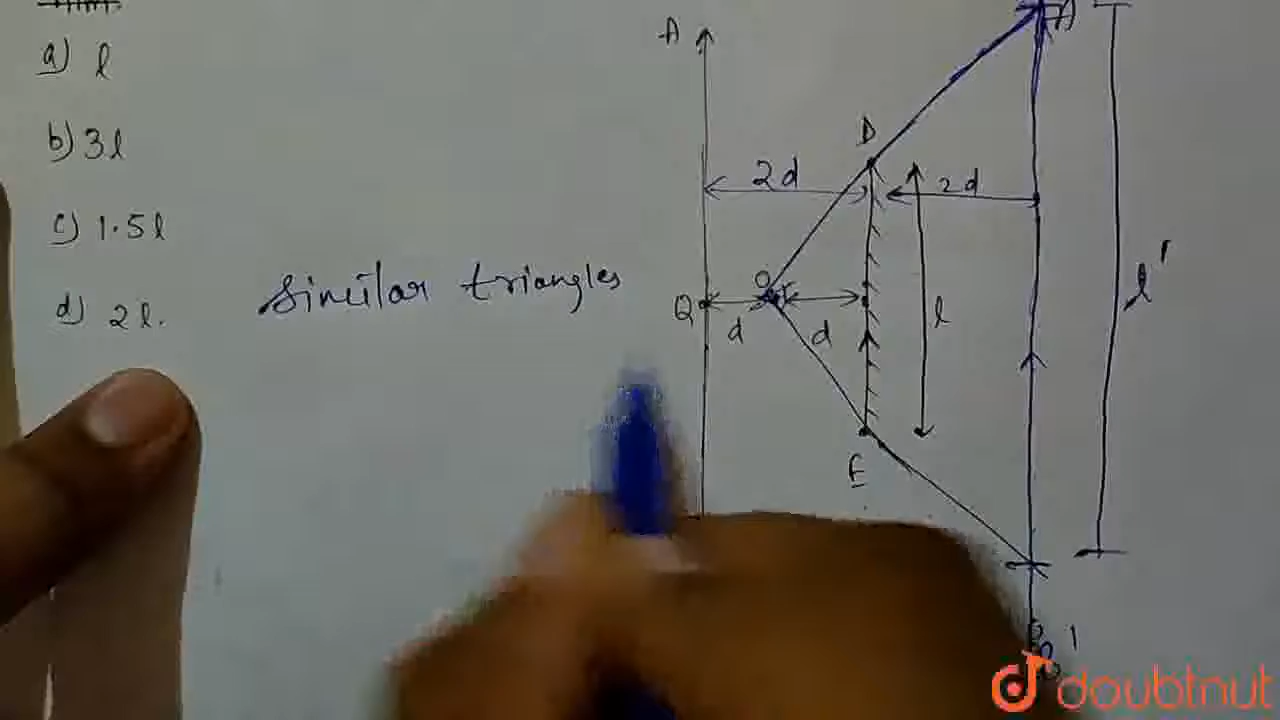 a) l
b) 3l
c) 1.5l
d) 2l.
Similar triangles
A
D
2d
2d
Q
O
d
d
l
l'
E
doubtnut